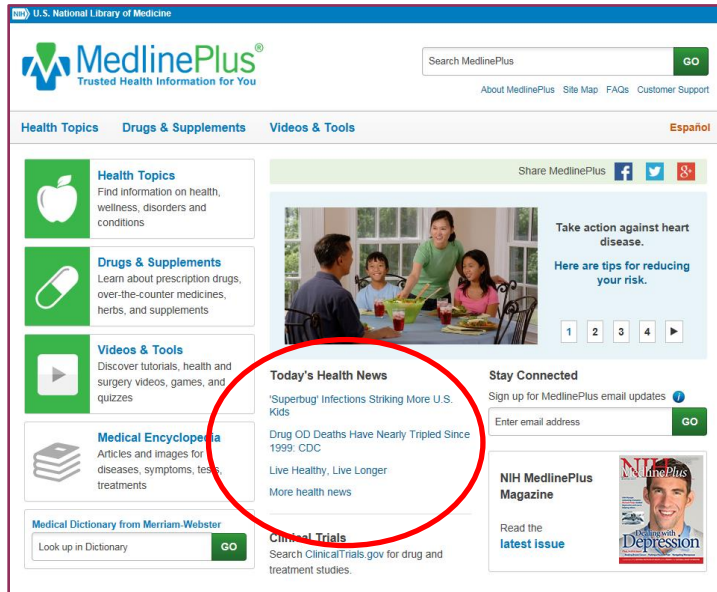 NIH U.S. National Library of Medicine
MedlinePlus®
Trusted Health Information for You
Search MedlinePlus
GO
About MedlinePlus Site Map FAQs Customer Support
Health Topics Drugs & Supplements Videos & Tools
Español
Health Topics
Find information on health,
wellness, disorders and
conditions
Drugs & Supplements
Learn about prescription drugs,
over-the-counter medicines,
herbs, and supplements
Videos & Tools
Discover tutorials, health and
surgery videos, games, and
quizzes
Medical Encyclopedia
Articles and images for
diseases, symptoms, tests,
treatments
Medical Dictionary from Merriam-Webster
Look up in Dictionary
GO
Share MedlinePlus f 8+
Take action against heart
disease.
Here are tips for reducing
your risk.
1 2 3 4
Today's Health News
'Superbug' Infections Striking More U.S.
Kids
Drug OD Deaths Have Nearly Tripled Since
1999: CDC
Live Healthy, Live Longer
More health news
Clinical Trials
Search ClinicalTrials.gov for drug and
treatment studies.
Stay Connected
Sign up for MedlinePlus email updates i
Enter email address
GO
NIH MedlinePlus
Magazine
Read the
latest issue
NIH
MedlinePlus
Dealing with
Depression